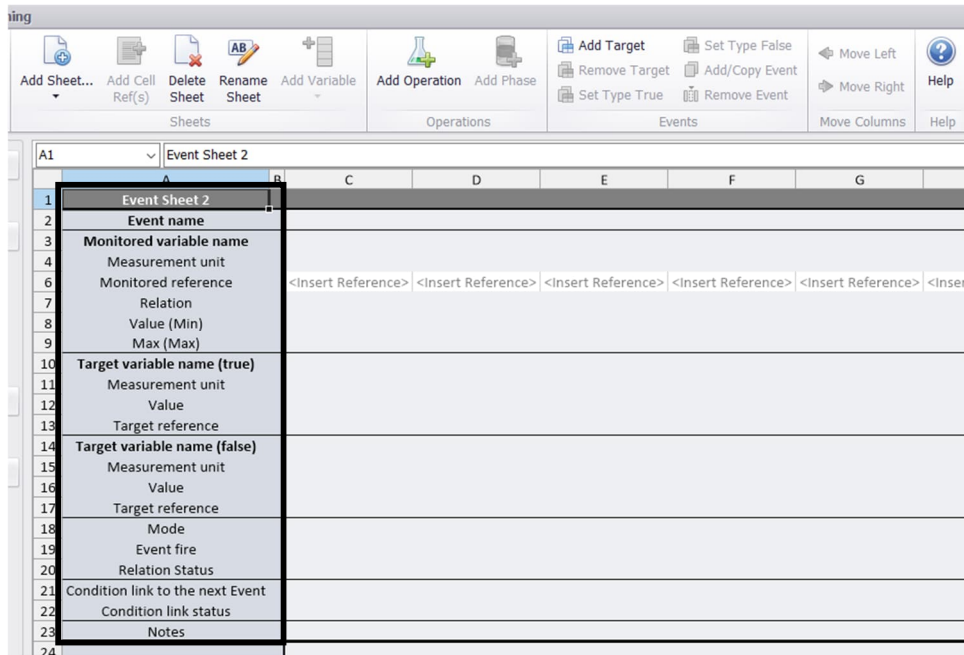 ning
Add Sheet... Add Cell Ref(s) Delete Sheet Rename Sheet Add Variable
Sheets
Add Operation Add Phase
Operations
Add Target Set Type False
Remove Target Add/Copy Event
Set Type True Remove Event
Events
Move Left
Move Right
Move Columns
Help
Help
A1 Event Sheet 2
A B C D E F G
1 Event Sheet 2
2 Event name
3 Monitored variable name
4 Measurement unit
6 Monitored reference <Insert Reference> <Insert Reference> <Insert Reference> <Insert Reference> <Insert Reference> <Inser
7 Relation
8 Value (Min)
9 Max (Max)
10 Target variable name (true)
11 Measurement unit
12 Value
13 Target reference
14 Target variable name (false)
15 Measurement unit
16 Value
17 Target reference
18 Mode
19 Event fire
20 Relation Status
21 Condition link to the next Event
22 Condition link status
23 Notes
24